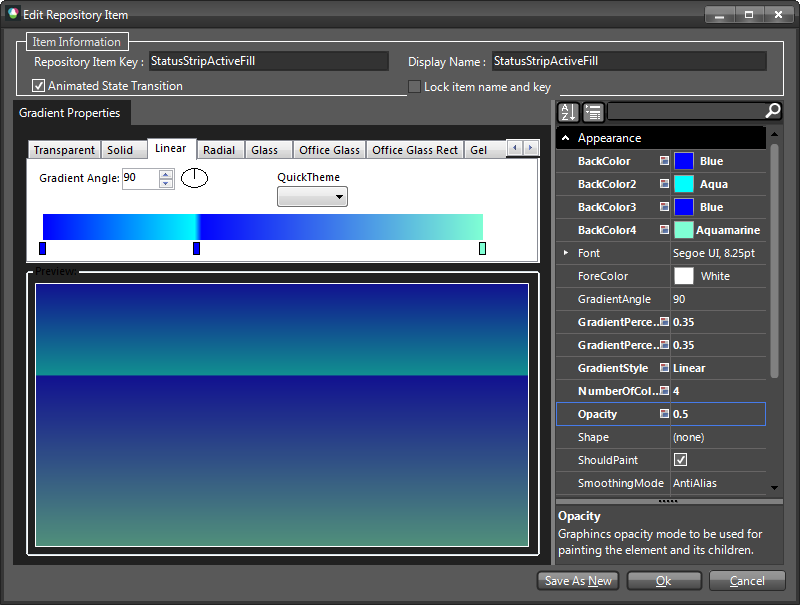 Edit Repository Item
Item Information
Repository Item Key : StatusStripActiveFill
Display Name : StatusStripActiveFill
Animated State Transition
Lock item name and key
Gradient Properties
Transparent Solid Linear Radial Glass Office Glass Office Glass Rect Gel
Gradient Angle: 90
QuickTheme
Preview:
A Z
Appearance
BackColor Blue
BackColor2 Aqua
BackColor3 Blue
BackColor4 Aquamarine
Font Segoe UI, 8.25pt
ForeColor White
GradientAngle 90
GradientPerce... 0.35
GradientPerce... 0.35
GradientStyle Linear
NumberOfCol... 4
Opacity 0.5
Shape (none)
ShouldPaint
SmoothingMode AntiAlias
Opacity
Graphincs opacity mode to be used for
painting the element and its children.
Save As New Ok Cancel